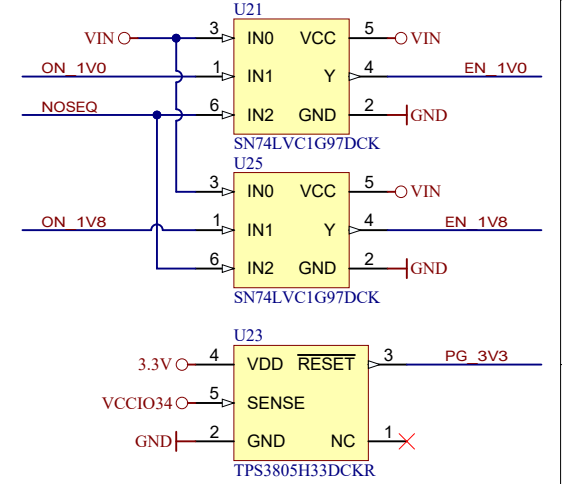 U21
VIN 3 IN0 VCC 5 VIN
ON_1V0 1 IN1 Y 4 EN_1V0
NOSEQ 6 IN2 GND 2 GND
SN74LVC1G97DCK
U25
3 IN0 VCC 5 VIN
ON_1V8 1 IN1 Y 4 EN_1V8
6 IN2 GND 2 GND
SN74LVC1G97DCK
U23
3.3V 4 VDD RESET 3 PG_3V3
VCCIO34 5 SENSE
GND 2 GND NC 1
TPS3805H33DCKR